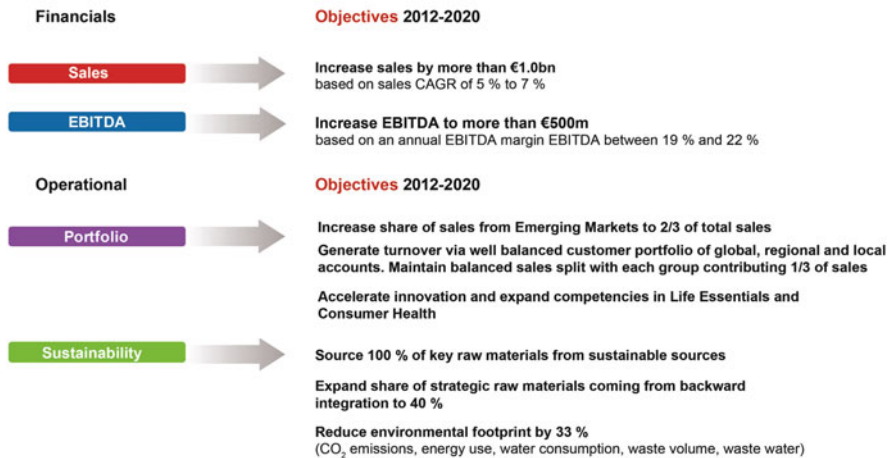 Financials
Objectives 2012-2020
Sales
Increase sales by more than €1.0bn
based on sales CAGR of 5 % to 7 %
EBITDA
Increase EBITDA to more than €500m
based on an annual EBITDA margin EBITDA between 19 % and 22 %
Operational
Objectives 2012-2020
Portfolio
Increase share of sales from Emerging Markets to 2/3 of total sales
Generate turnover via well balanced customer portfolio of global, regional and local
accounts. Maintain balanced sales split with each group contributing 1/3 of sales
Accelerate innovation and expand competencies in Life Essentials and
Consumer Health
Sustainability
Source 100 % of key raw materials from sustainable sources
Expand share of strategic raw materials coming from backward
integration to 40 %
Reduce environmental footprint by 33 %
(CO₂ emissions, energy use, water consumption, waste volume, waste water)